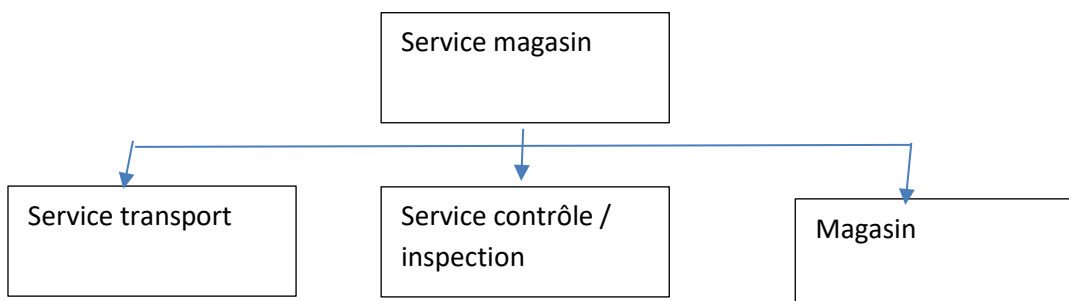 Service magasin
Service transport
Service contrôle /
inspection
Magasin